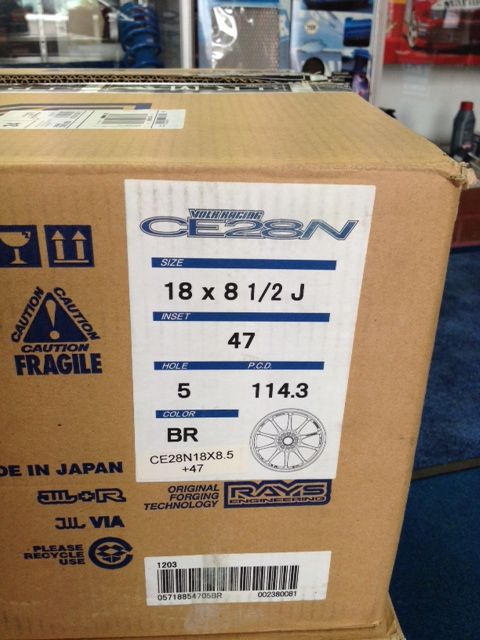 VOLK RACING
CE28N
SIZE
18 x 8 1/2 J
INSET
47
HOLE P.C.D.
5 114.3
COLOR
BR
CE28N18X8.5
+47
CAUTION CAUTION
CAUTION
FRAGILE
DE IN JAPAN
JWL+R
JWL VIA
PLEASE
RECYCLE
USE
ORIGINAL
FORGING
TECHNOLOGY
RAYS
ENGINEERING
1203
05718854705BR 002380081